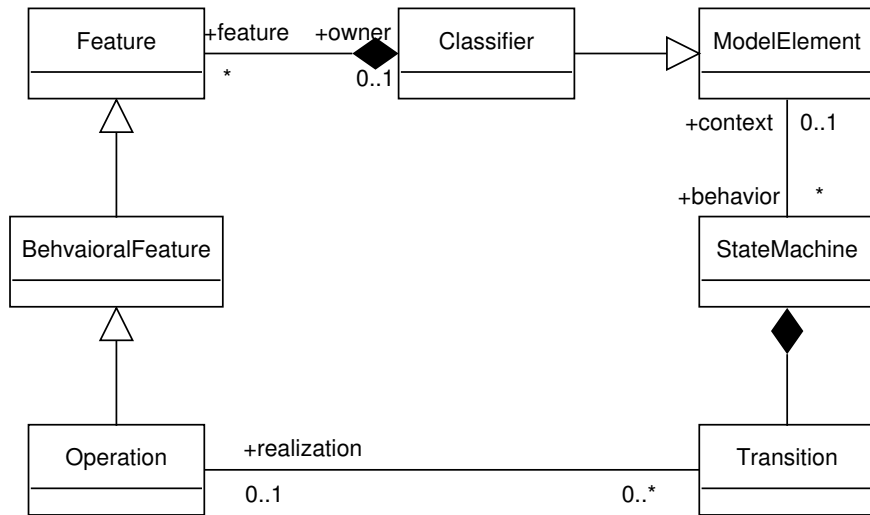 Feature
+feature
+owner
Classifier
ModelElement
*
0..1
+context
0..1
+behavior
*
BehvaioralFeature
StateMachine
Operation
+realization
Transition
0..1
0..*